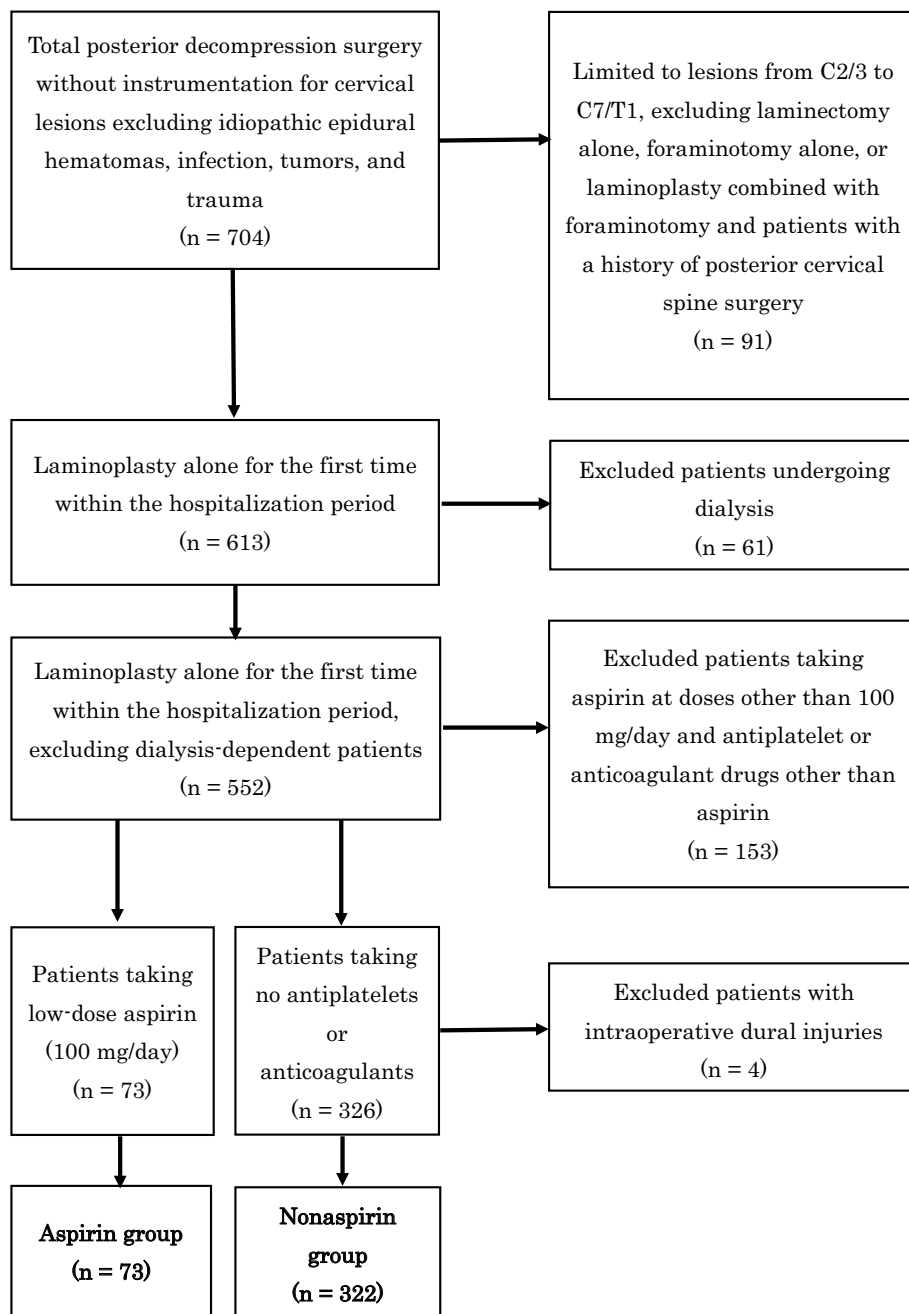 Total posterior decompression surgery
without instrumentation for cervical
lesions excluding idiopathic epidural
hematomas, infection, tumors, and
trauma
(n = 704)
Limited to lesions from C2/3 to
C7/T1, excluding laminectomy
alone, foraminotomy alone, or
laminoplasty combined with
foraminotomy and patients with
a history of posterior cervical
spine surgery
(n = 91)
Laminoplasty alone for the first time
within the hospitalization period
(n = 613)
Excluded patients undergoing
dialysis
(n = 61)
Laminoplasty alone for the first time
within the hospitalization period,
excluding dialysis-dependent patients
(n = 552)
Excluded patients taking
aspirin at doses other than 100
mg/day and antiplatelet or
anticoagulant drugs other than
aspirin
(n = 153)
Patients taking
low-dose aspirin
(100 mg/day)
(n = 73)
Patients taking
no antiplatelets
or
anticoagulants
(n = 326)
Excluded patients with
intraoperative dural injuries
(n = 4)
Aspirin group
(n = 73)
Nonaspirin
group
(n = 322)